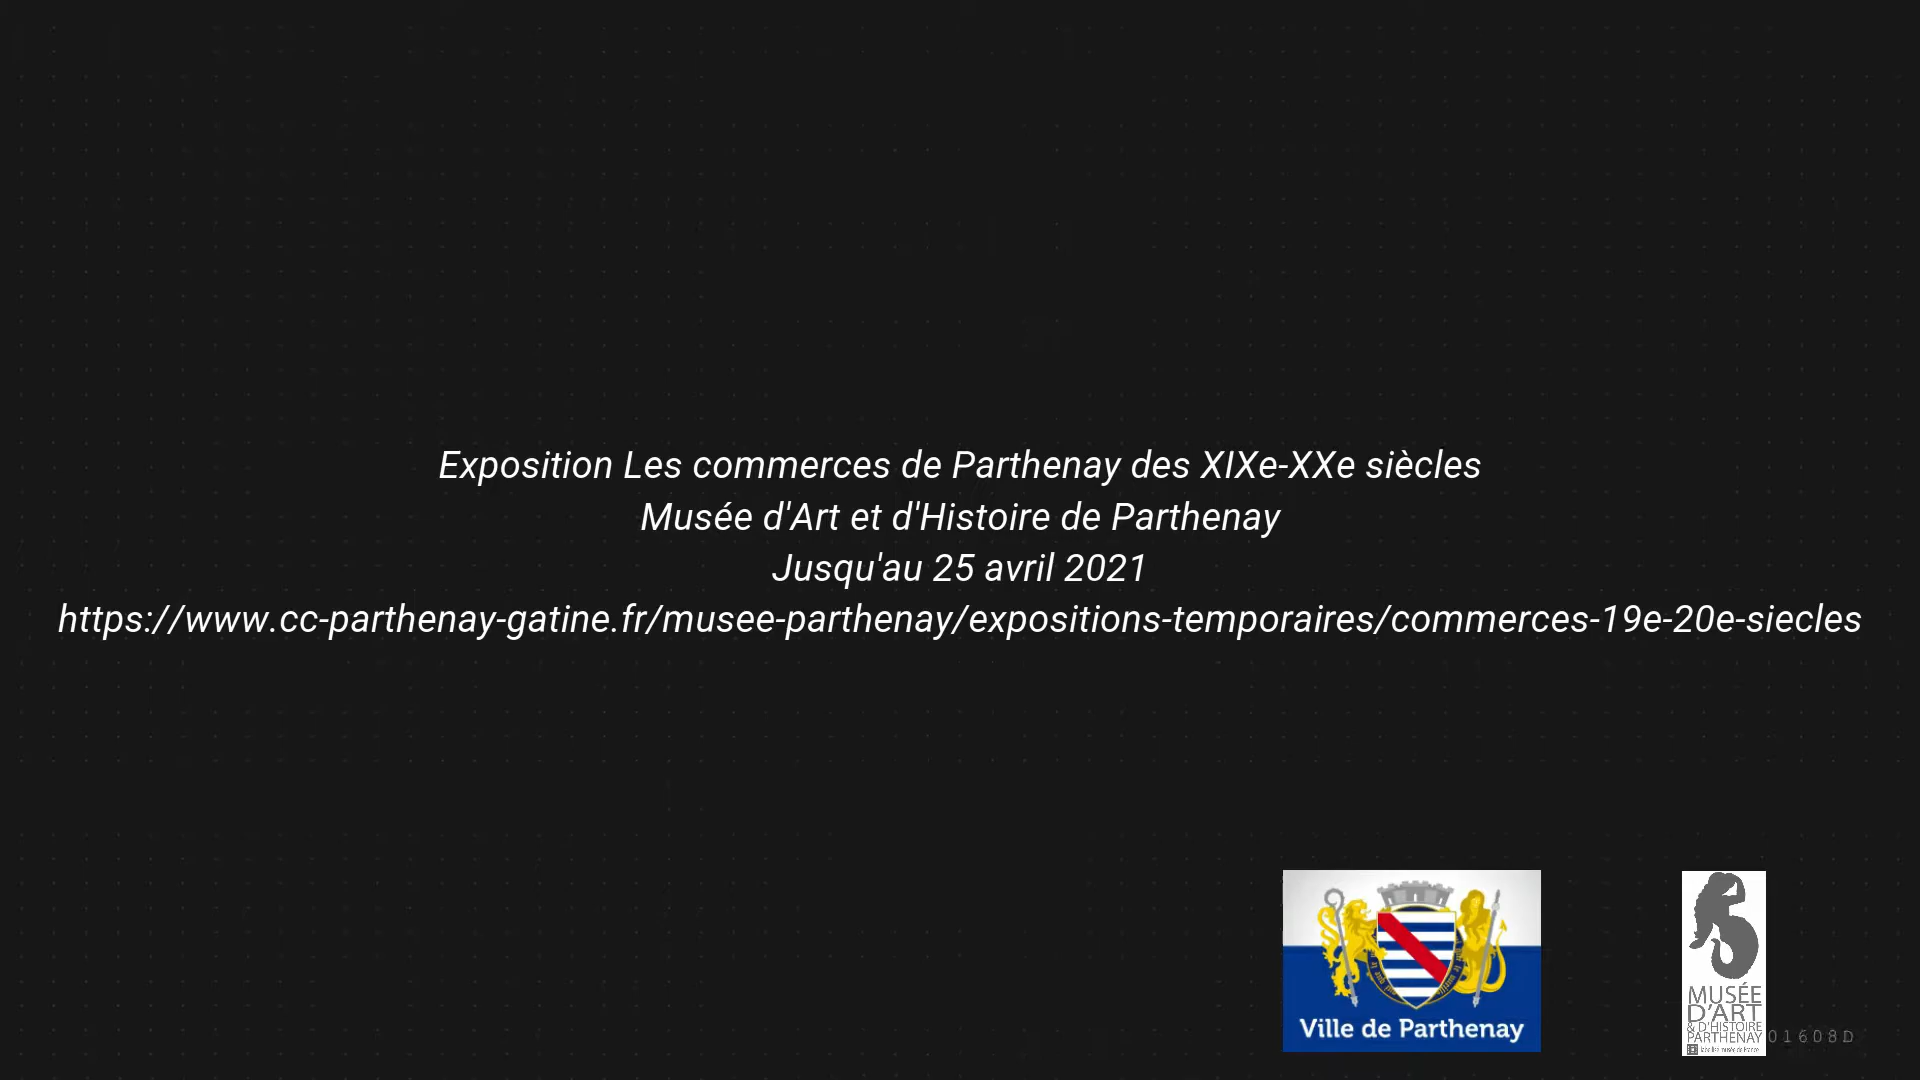 Exposition Les commerces de Parthenay des XIXe-XXe siècles
Musée d'Art et d'Histoire de Parthenay
Jusqu'au 25 avril 2021
https://www.cc-parthenay-gatine.fr/musee-parthenay/expositions-temporaires/commerces-19e-20e-siecles
Ville de Parthenay
MUSÉE
D'ART
& D'HISTOIRE
PARTHENAY
01608D